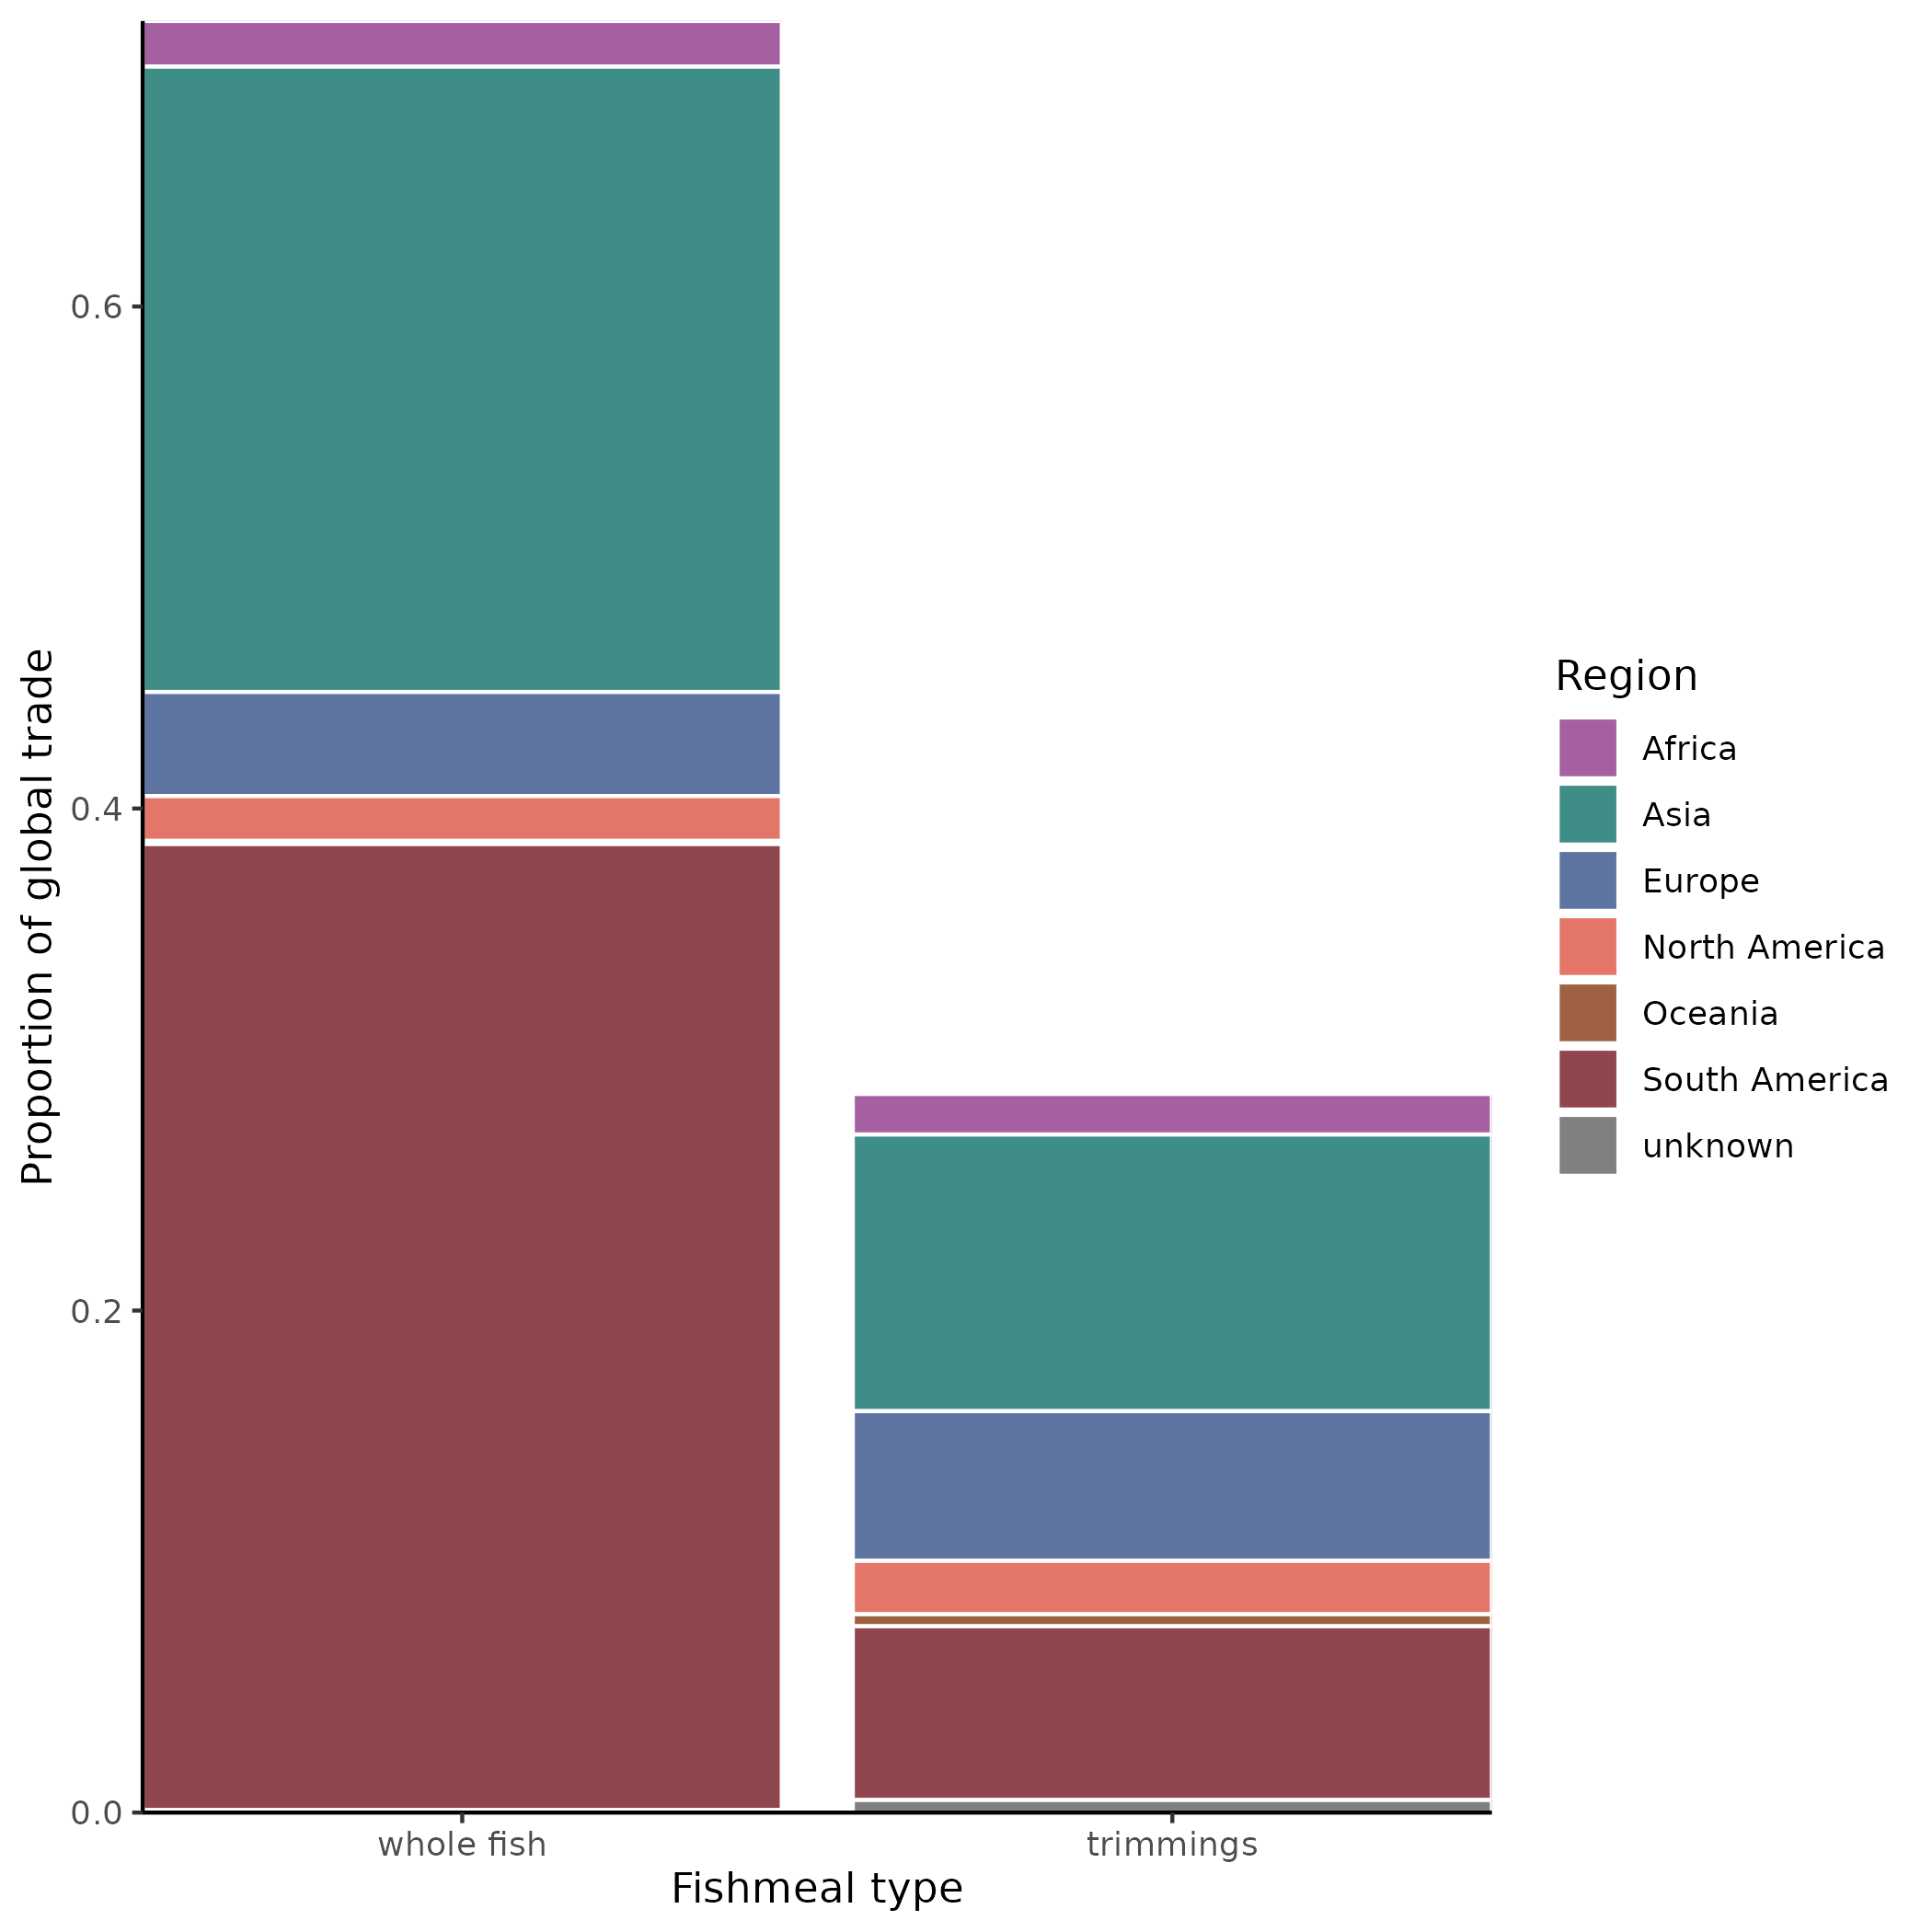 Proportion of global trade
0.6
0.4
0.2
0.0
whole fish
trimmings
Fishmeal type
Region
Africa
Asia
Europe
North America
Oceania
South America
unknown